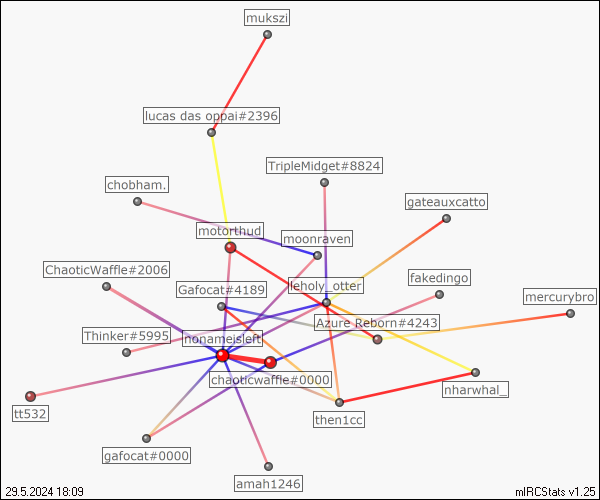 mukszi
lucas das oppai#2396
TripleMidget#8824
chobham.
gateauxcatto
motorthud
moonraven
ChaoticWaffle#2006
fakedingo
leholy_otter
Gafocat#4189
mercurybro
Azure Reborn#4243
Thinker#5995
nonameisleft
chaoticwaffle#0000
nharwhal_
tt532
then1cc
gafocat#0000
amah1246
29.5.2024 18:09
mIRCStats v1.25